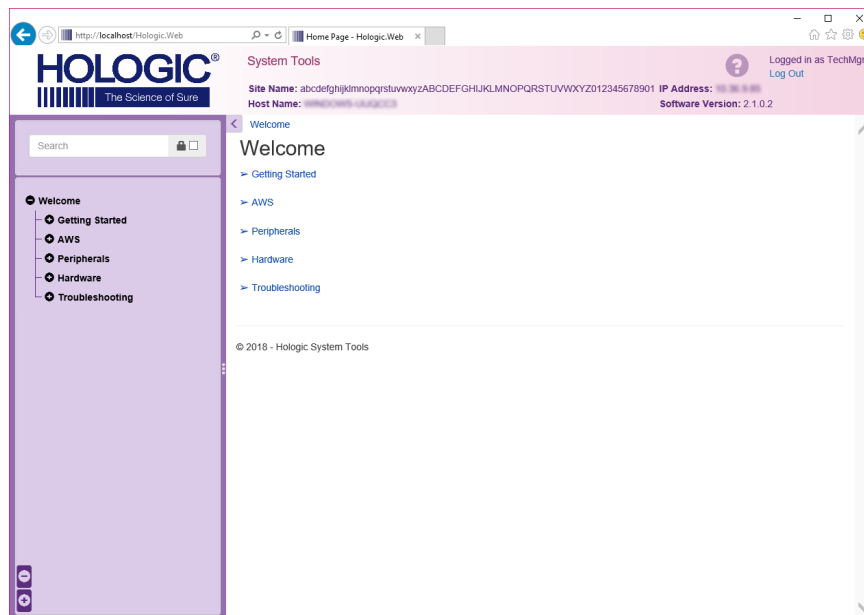 http://localhost/Hologic.Web
Home Page - Hologic.Web
HOLOGIC®
The Science of Sure
System Tools
Logged in as TechMgr
Log Out
Site Name: abcdefghijklmnopqrstuvwxyzABCDEFGHIJKLMNOPQRSTUVWXYZ012345678901 IP Address:
Host Name:
Software Version: 2.1.0.2
Search
Welcome
Getting Started
AWS
Peripherals
Hardware
Troubleshooting
Welcome
Welcome
➢ Getting Started
➢ AWS
➢ Peripherals
➢ Hardware
➢ Troubleshooting
© 2018 - Hologic System Tools